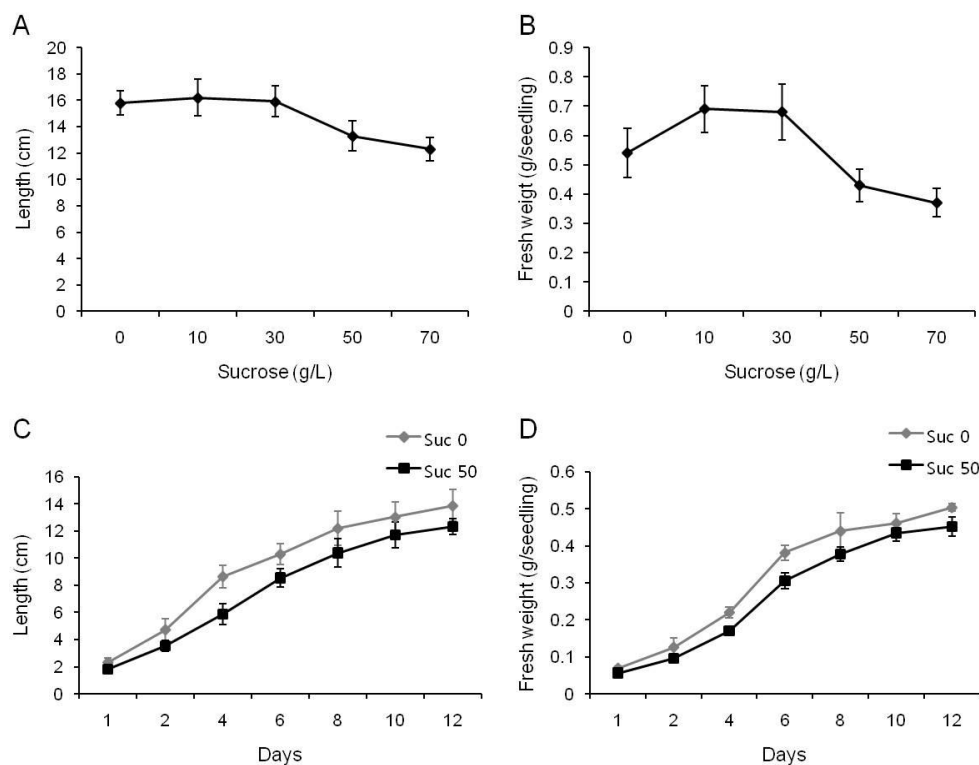 A
Length (cm)
20
18
16
14
12
10
8
6
4
2
0
0 10 30 50 70
Sucrose (g/L)
B
Fresh weigt (g/seedling)
0.9
0.8
0.7
0.6
0.5
0.4
0.3
0.2
0.1
0
0 10 30 50 70
Sucrose (g/L)
C
Suc 0
Suc 50
Length (cm)
16
14
12
10
8
6
4
2
0
1 2 4 6 8 10 12
Days
D
Suc 0
Suc 50
Fresh weight (g/seedling)
0.6
0.5
0.4
0.3
0.2
0.1
0
1 2 4 6 8 10 12
Days